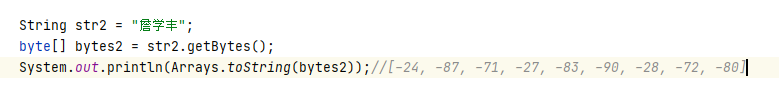 String str2 = "詹学丰";
byte[] bytes2 = str2.getBytes();
System.out.println(Arrays.toString(bytes2));//[-24, -87, -71, -27, -83, -90, -28, -72, -80]